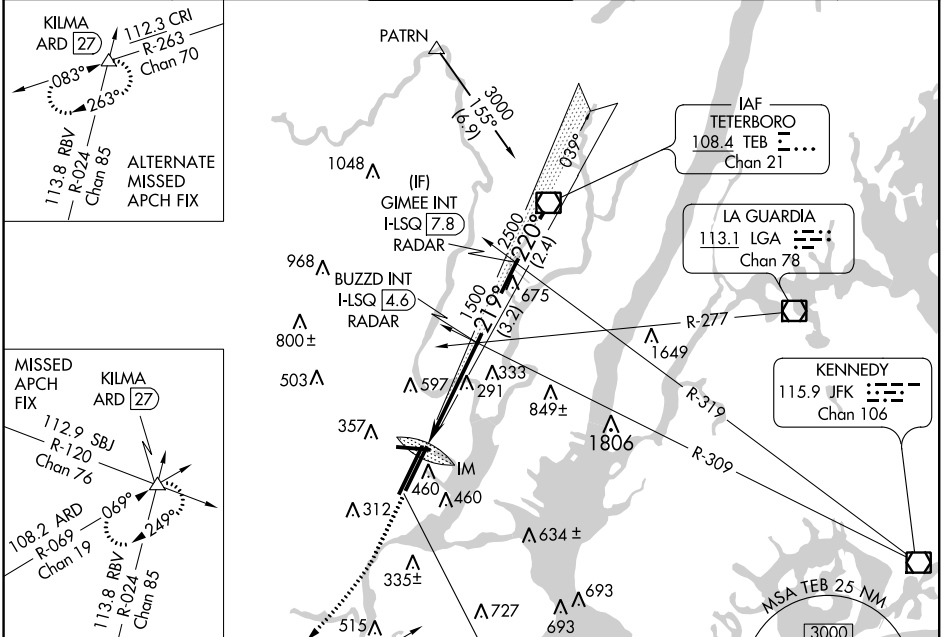 KILMA
ARD 27
112.3 CRI
R-263
Chan 70
083°
263°
113.8 RBV
R-024
Chan 85
ALTERNATE
MISSED
APCH FIX
PATRN
3000
155°
(6.9)
039°
IAF
TETERBORO
108.4 TEB
Chan 21
1048
(IF)
GIMEE INT
I-LSQ 7.8
RADAR
2500
220°
(2.4)
LA GUARDIA
113.1 LGA
Chan 78
968
BUZZD INT
I-LSQ 4.6
RADAR
1500
219°
(3.2)
675
R-277
800±
1649
503
597
291
333
849±
R-319
KENNEDY
115.9 JFK
Chan 106
357
1806
R-309
IM
460
460
312
634±
335±
MISSED
APCH
FIX
KILMA
ARD 27
112.9 SBJ
R-120
Chan 76
069°
249°
108.2 ARD
R-069
Chan 19
113.8 RBV
R-024
Chan 85
515
727
693
693
MSA TEB 25 NM
3000